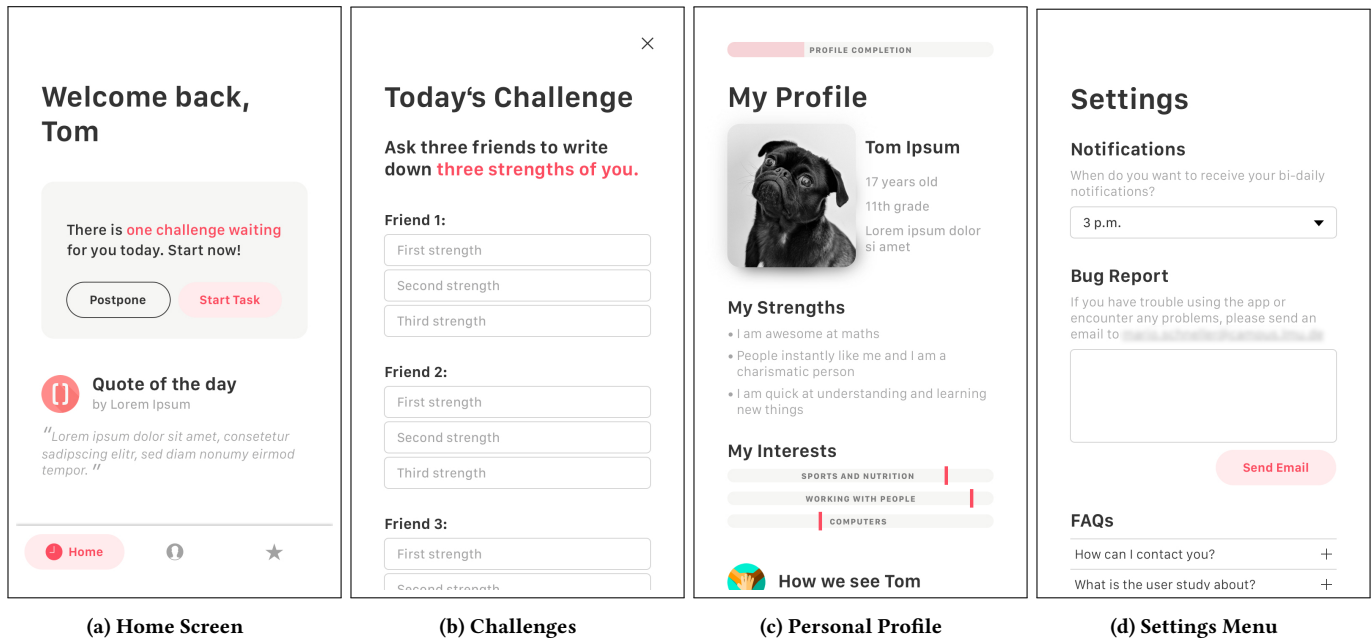 Welcome back,
Tom
There is one challenge waiting
for you today. Start now!
Postpone
Start Task
Quote of the day
by Lorem Ipsum
"Lorem ipsum dolor sit amet, consetetur
sadipscing elitr, sed diam nonumy eirmod
tempor. "
Home
(a) Home Screen
Today‘s Challenge
Ask three friends to write
down three strengths of you.
Friend 1:
First strength
Second strength
Third strength
Friend 2:
First strength
Second strength
Third strength
Friend 3:
First strength
Second strength
(b) Challenges
PROFILE COMPLETION
My Profile
Tom Ipsum
17 years old
11th grade
Lorem ipsum dolor
si amet
My Strengths
• I am awesome at maths
• People instantly like me and I am a
charismatic person
• I am quick at understanding and learning
new things
My Interests
SPORTS AND NUTRITION
WORKING WITH PEOPLE
COMPUTERS
How we see Tom
(c) Personal Profile
Settings
Notifications
When do you want to receive your bi-daily
notifications?
3 p.m.
Bug Report
If you have trouble using the app or
encounter any problems, please send an
email to
Send Email
FAQs
How can I contact you?
What is the user study about?
(d) Settings Menu